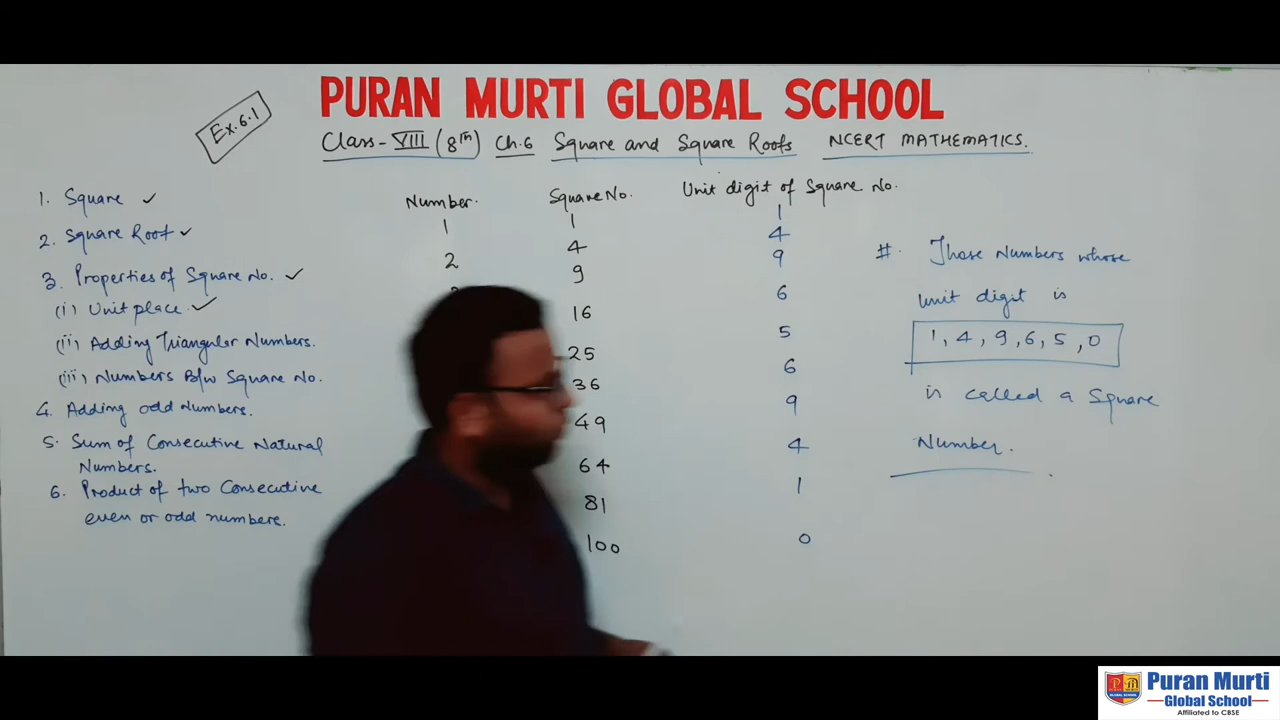 PURAN MURTI GLOBAL SCHOOL
Ex.6.1
Class-VIII (8th) Ch.6 Square and Square Roots NCERT MATHEMATICS.
1. Square ✓
2. Square Root ✓
3. Properties of Square No. ✓
(i) Unit place ✓
(ii) Adding Triangular Numbers.
(iii) Numbers B/w Square No.
4. Adding odd Numbers.
5. Sum of Consecutive Natural
Numbers.
6. Product of two Consecutive
even or odd numbers.
Number. Square No. Unit digit of Square No.
1 1 1
2 4 4
9 9
16 6
25 5
36 6
49 9
64 4
81 1
100 0
#. Those Numbers whose
unit digit is
1, 4, 9, 6, 5, 0
is called a Square
Number.
Puran Murti
Global School
Affiliated to CBSE